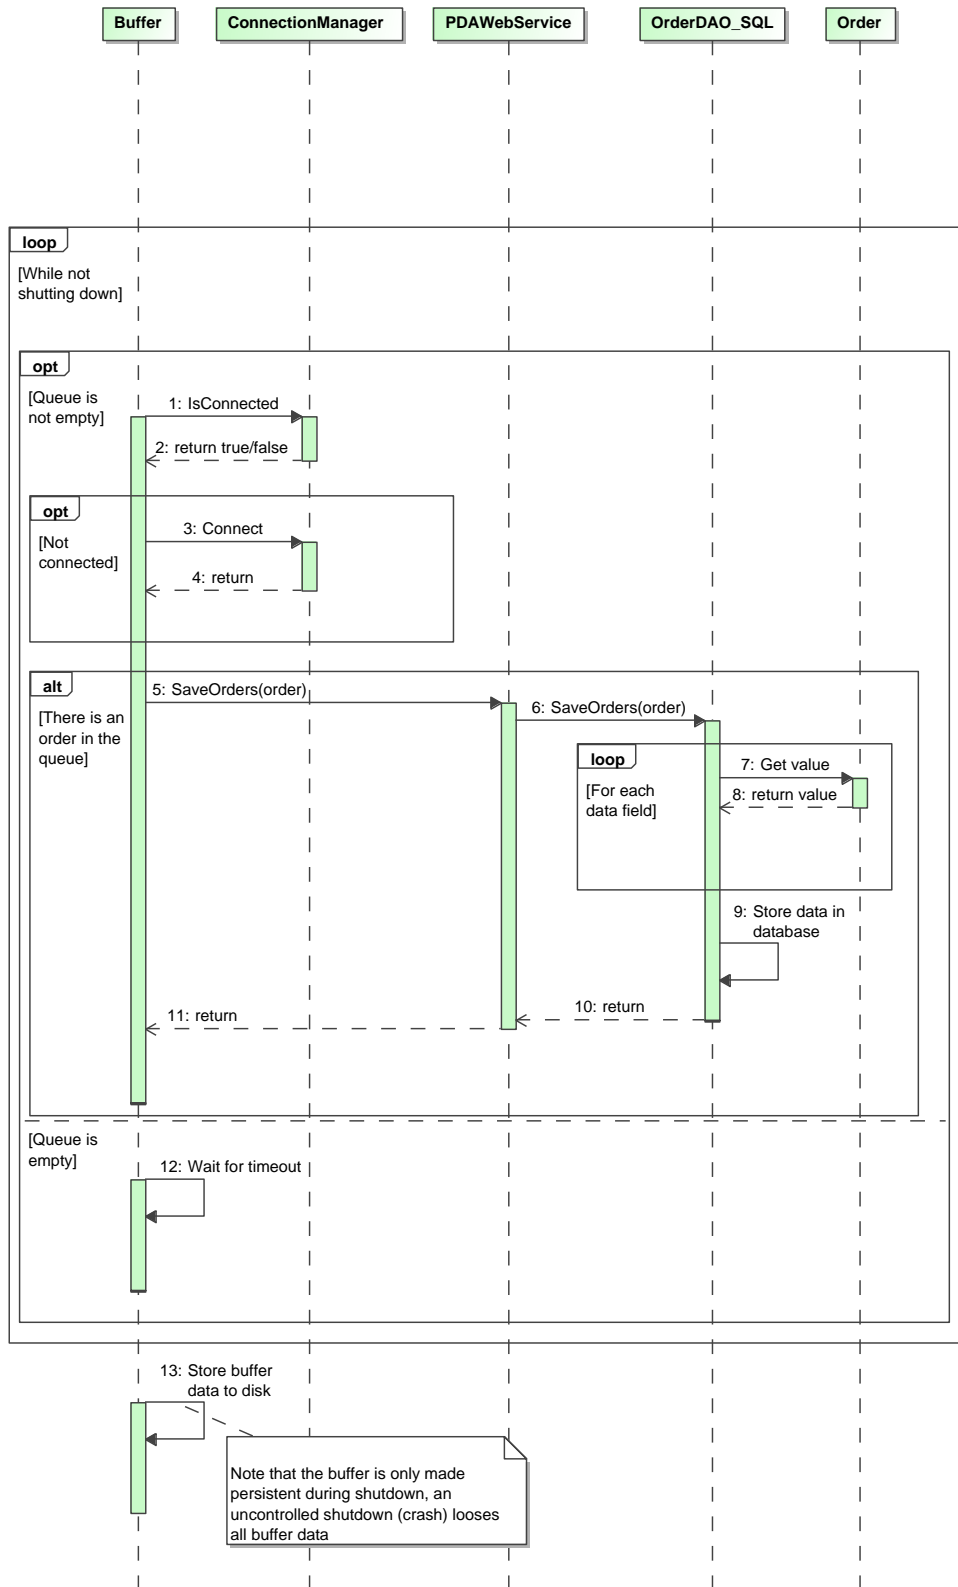 Buffer
ConnectionManager
PDAWebService
OrderDAO_SQL
Order
loop
[While not
shutting down]
opt
[Queue is
not empty]
1: IsConnected
2: return true/false
opt
[Not
connected]
3: Connect
4: return
alt
[There is an
order in the
queue]
5: SaveOrders(order)
6: SaveOrders(order)
loop
[For each
data field]
7: Get value
8: return value
9: Store data in
database
10: return
11: return
[Queue is
empty]
12: Wait for timeout
13: Store buffer
data to disk
Note that the buffer is only made
persistent during shutdown, an
uncontrolled shutdown (crash) looses
all buffer data